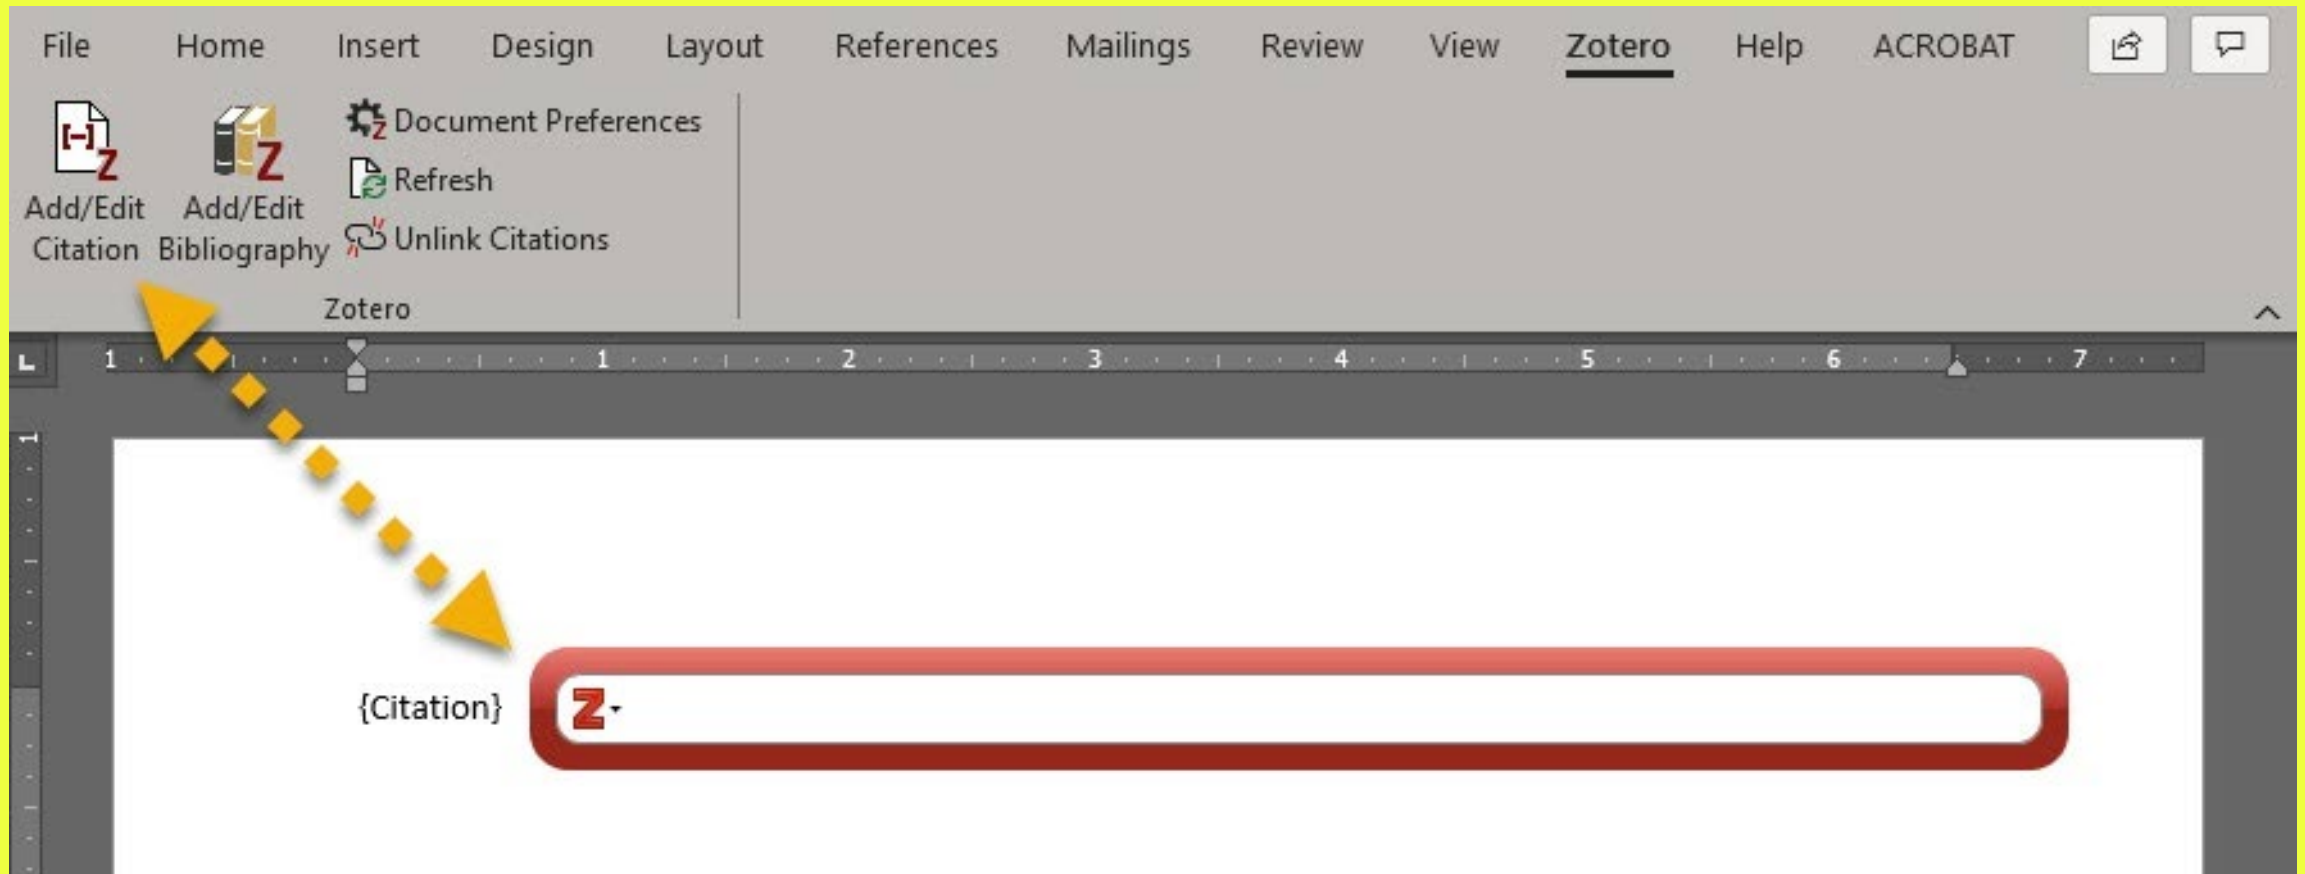 File Home Insert Design Layout References Mailings Review View Zotero Help ACROBAT
Add/Edit
Citation
Add/Edit
Bibliography
Document Preferences
Refresh
Unlink Citations
Zotero
1 1 2 3 4 5 6 7
1
{Citation} Z